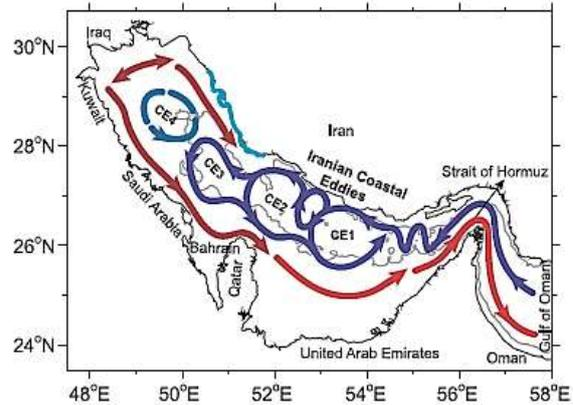 30°N
28°N
26°N
24°N
48°E
50°E
52°E
54°E
56°E
58°E
Iraq
Kuwait
Iran
CE4
Iranian Coastal
Eddies
Strait of Hormuz
CE3
CE2
CE1
Saudi Arabia
Bahrain
Qatar
Gulf of Oman
United Arab Emirates
Oman